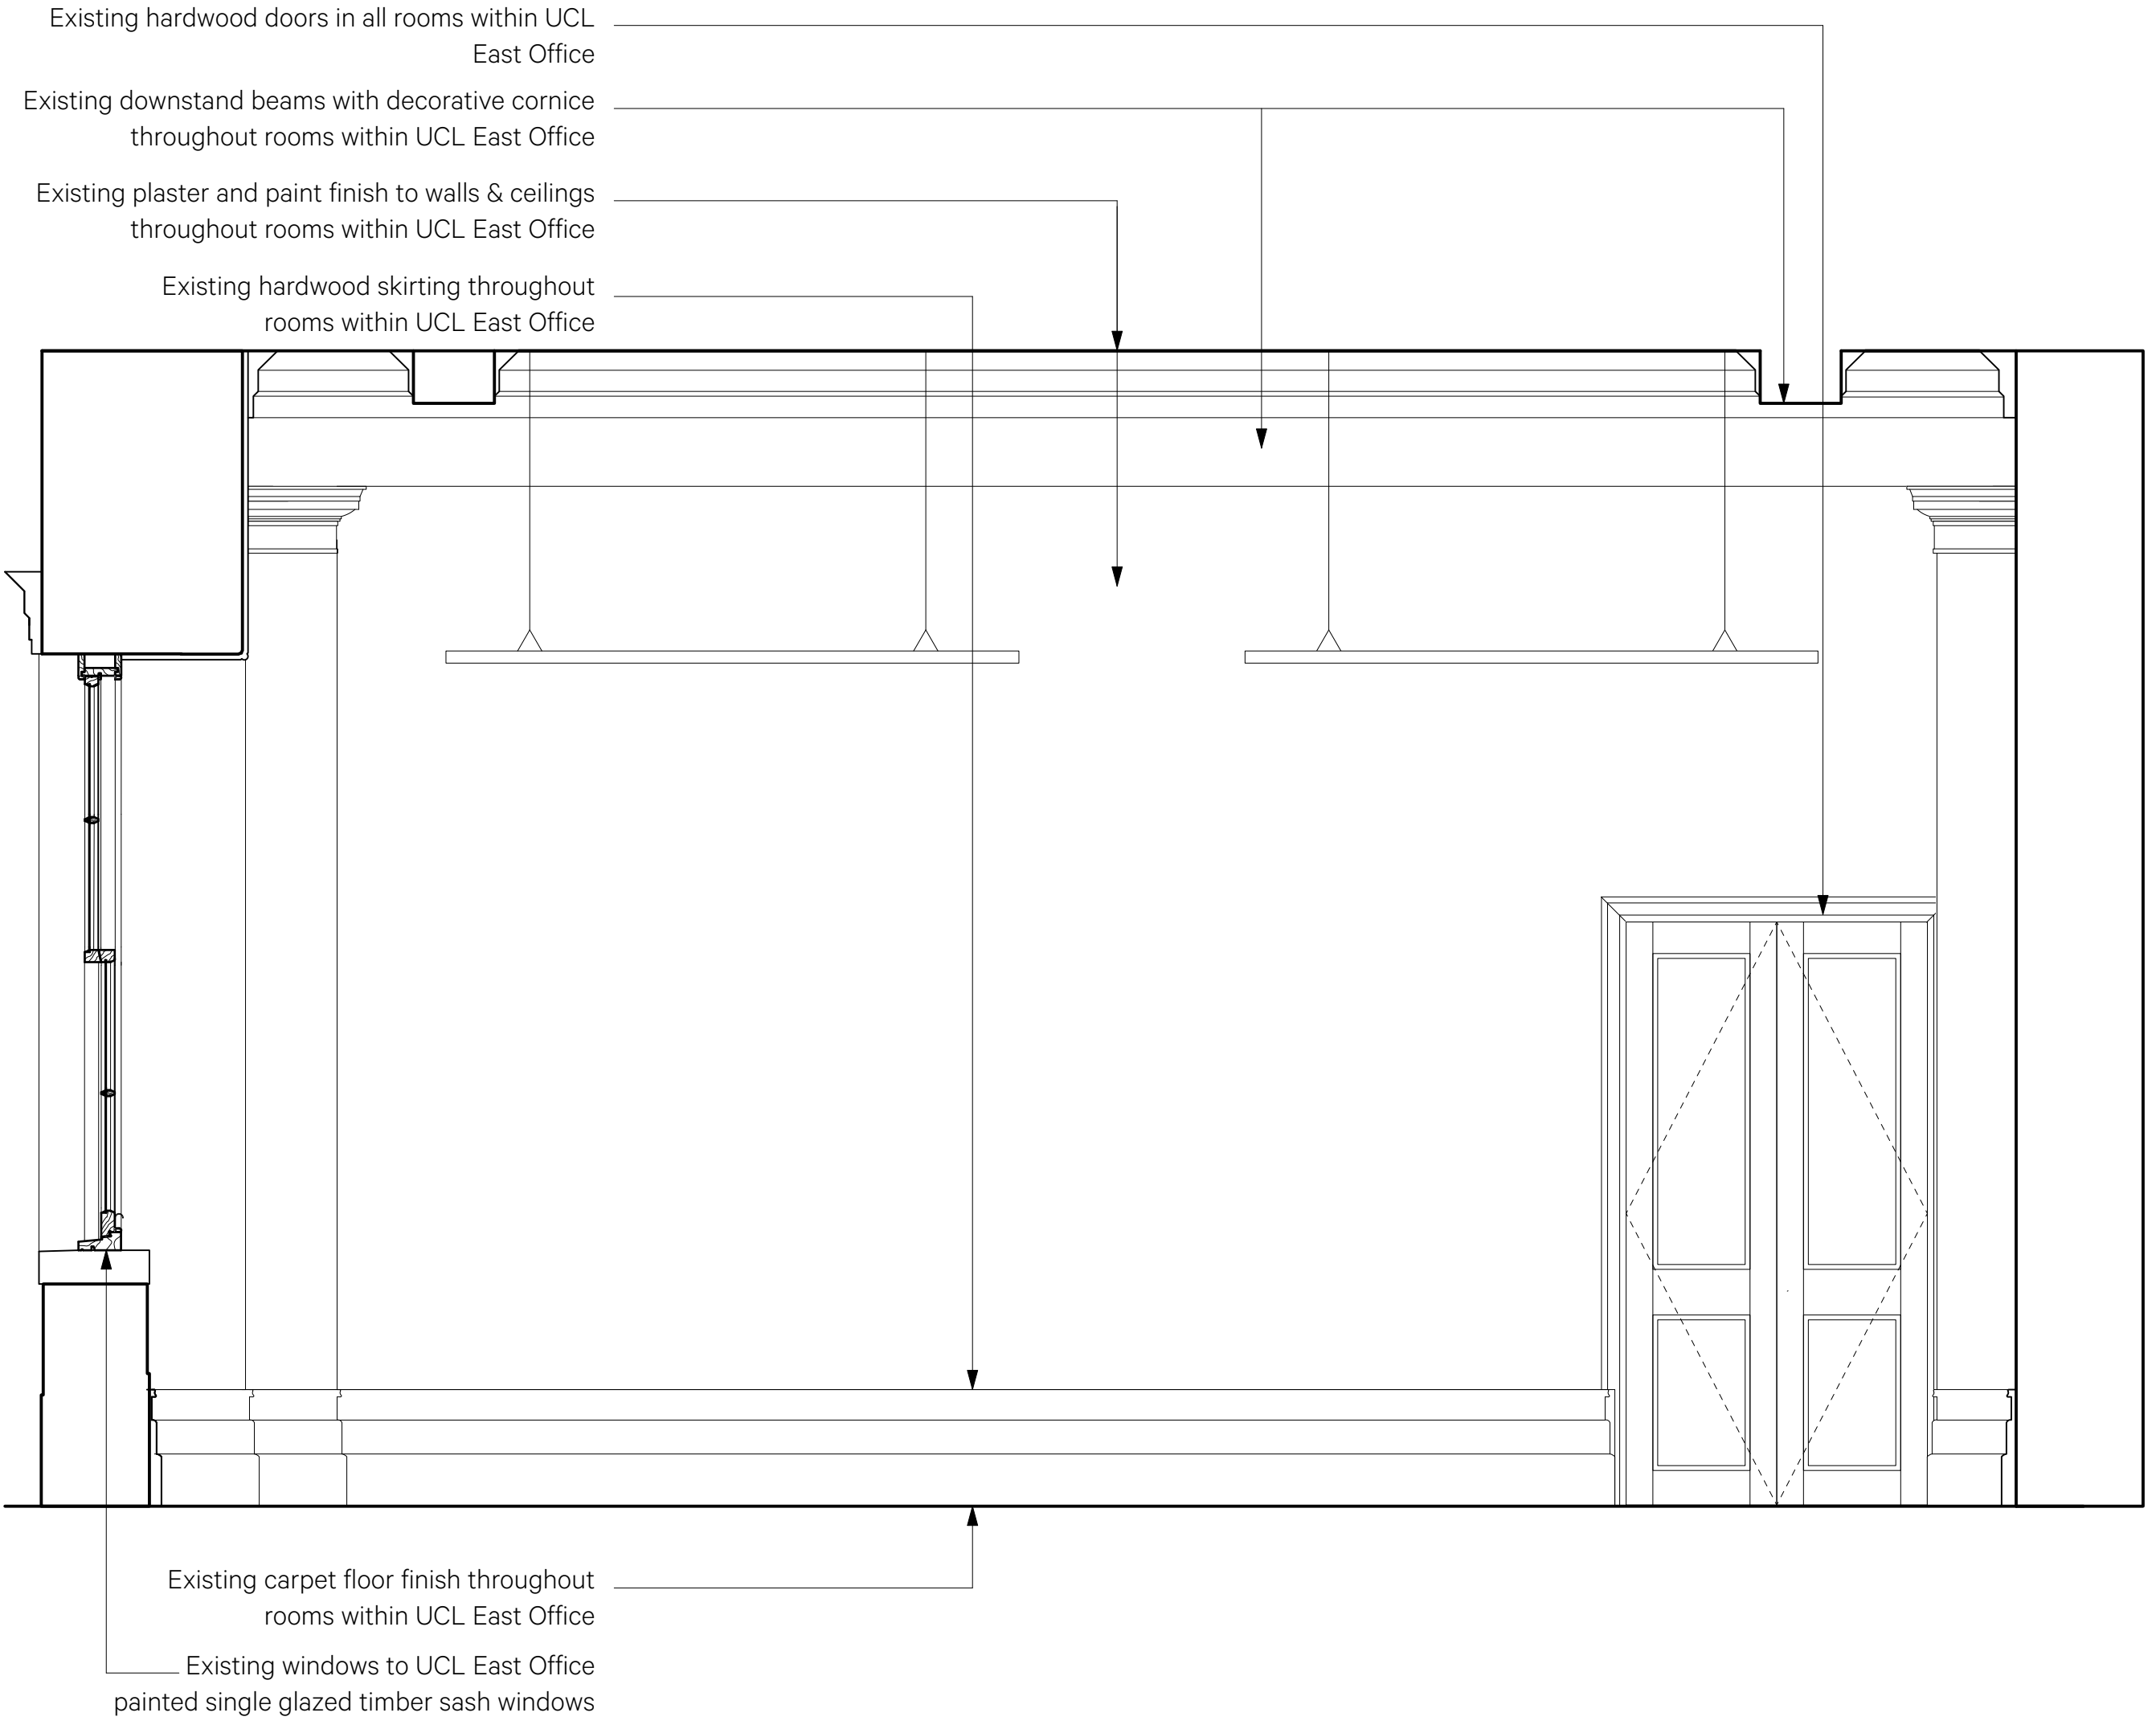 Existing hardwood doors in all rooms within UCL
East Office
Existing downstand beams with decorative cornice
throughout rooms within UCL East Office
Existing plaster and paint finish to walls & ceilings
throughout rooms within UCL East Office
Existing hardwood skirting throughout
rooms within UCL East Office
Existing carpet floor finish throughout
rooms within UCL East Office
Existing windows to UCL East Office
painted single glazed timber sash windows